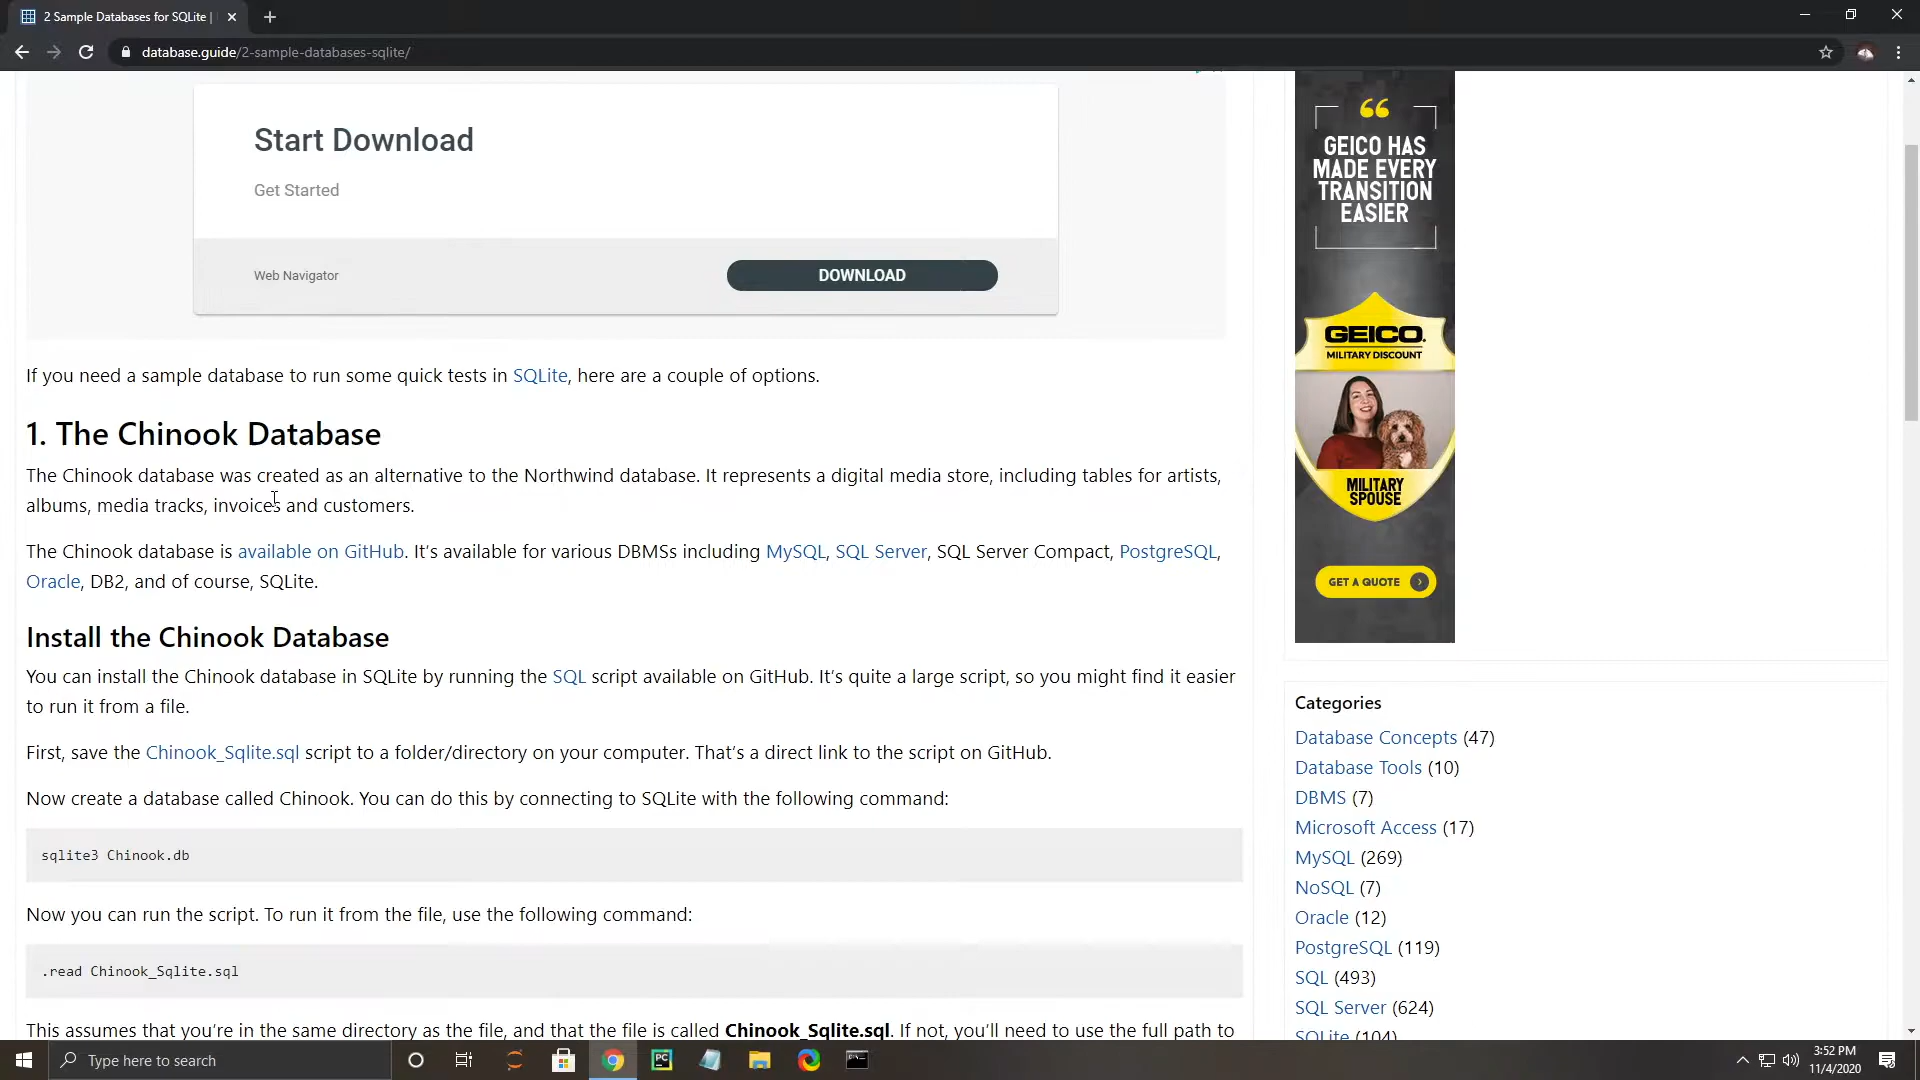 2 Sample Databases for SQLite |
database.guide/2-sample-databases-sqlite/
Start Download
Get Started
Web Navigator
DOWNLOAD
If you need a sample database to run some quick tests in SQLite, here are a couple of options.
1. The Chinook Database
The Chinook database was created as an alternative to the Northwind database. It represents a digital media store, including tables for artists,
albums, media tracks, invoices and customers.
The Chinook database is available on GitHub. It's available for various DBMSs including MySQL, SQL Server, SQL Server Compact, PostgreSQL,
Oracle, DB2, and of course, SQLite.
Install the Chinook Database
You can install the Chinook database in SQLite by running the SQL script available on GitHub. It's quite a large script, so you might find it easier
to run it from a file.
First, save the Chinook_Sqlite.sql script to a folder/directory on your computer. That's a direct link to the script on GitHub.
Now create a database called Chinook. You can do this by connecting to SQLite with the following command:
sqlite3 Chinook.db
Now you can run the script. To run it from the file, use the following command:
.read Chinook_Sqlite.sql
This assumes that you're in the same directory as the file, and that the file is called Chinook_Sqlite.sql. If not, you'll need to use the full path to
“
GEICO HAS
MADE EVERY
TRANSITION
EASIER
GEICO.
MILITARY DISCOUNT
MILITARY
SPOUSE
GET A QUOTE
Categories
Database Concepts (47)
Database Tools (10)
DBMS (7)
Microsoft Access (17)
MySQL (269)
NoSQL (7)
Oracle (12)
PostgreSQL (119)
SQL (493)
SQL Server (624)
SQLite (104)
Type here to search
PC
3:52 PM
11/4/2020